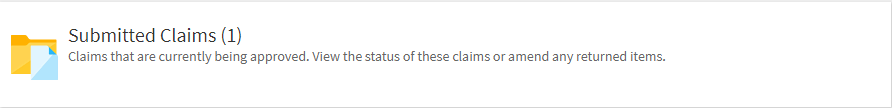 Submitted Claims (1)
Claims that are currently being approved. View the status of these claims or amend any returned items.